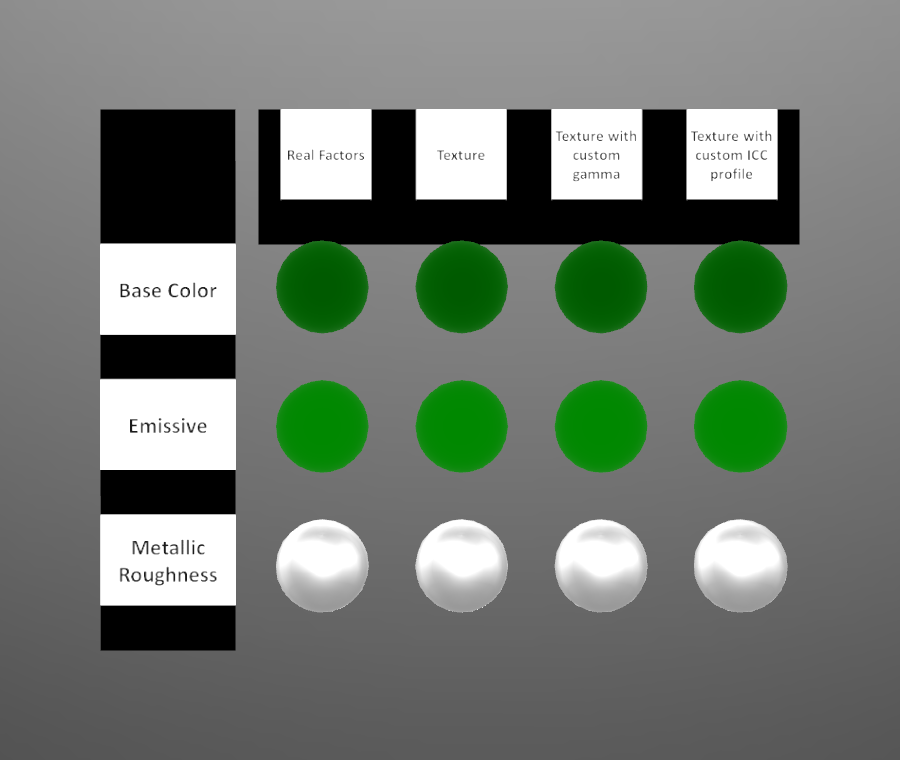 Real Factors
Texture
Texture with
custom
gamma
Texture with
custom ICC
profile
Base Color
Emissive
Metallic
Roughness